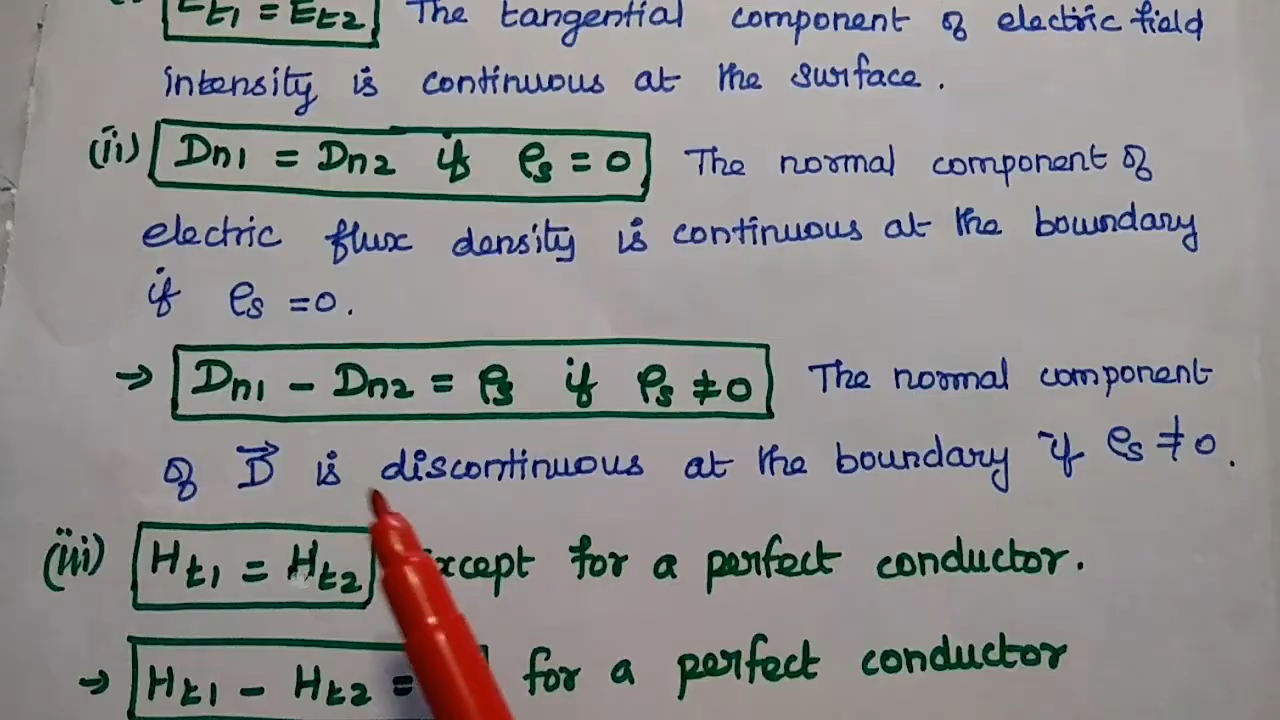 Et1 = Et2 The tangential component of electric field
intensity is continuous at the surface.
(ii) Dn1 = Dn2 if ρs = 0 The normal component of
electric flux density is continuous at the boundary
if ρs = 0.
→ Dn1 - Dn2 = ρs if ρs ≠ 0 The normal component
of D⃗ is discontinuous at the boundary if ρs ≠ 0.
(iii) Ht1 = Ht2 except for a perfect conductor.
→ Ht1 - Ht2 = for a perfect conductor